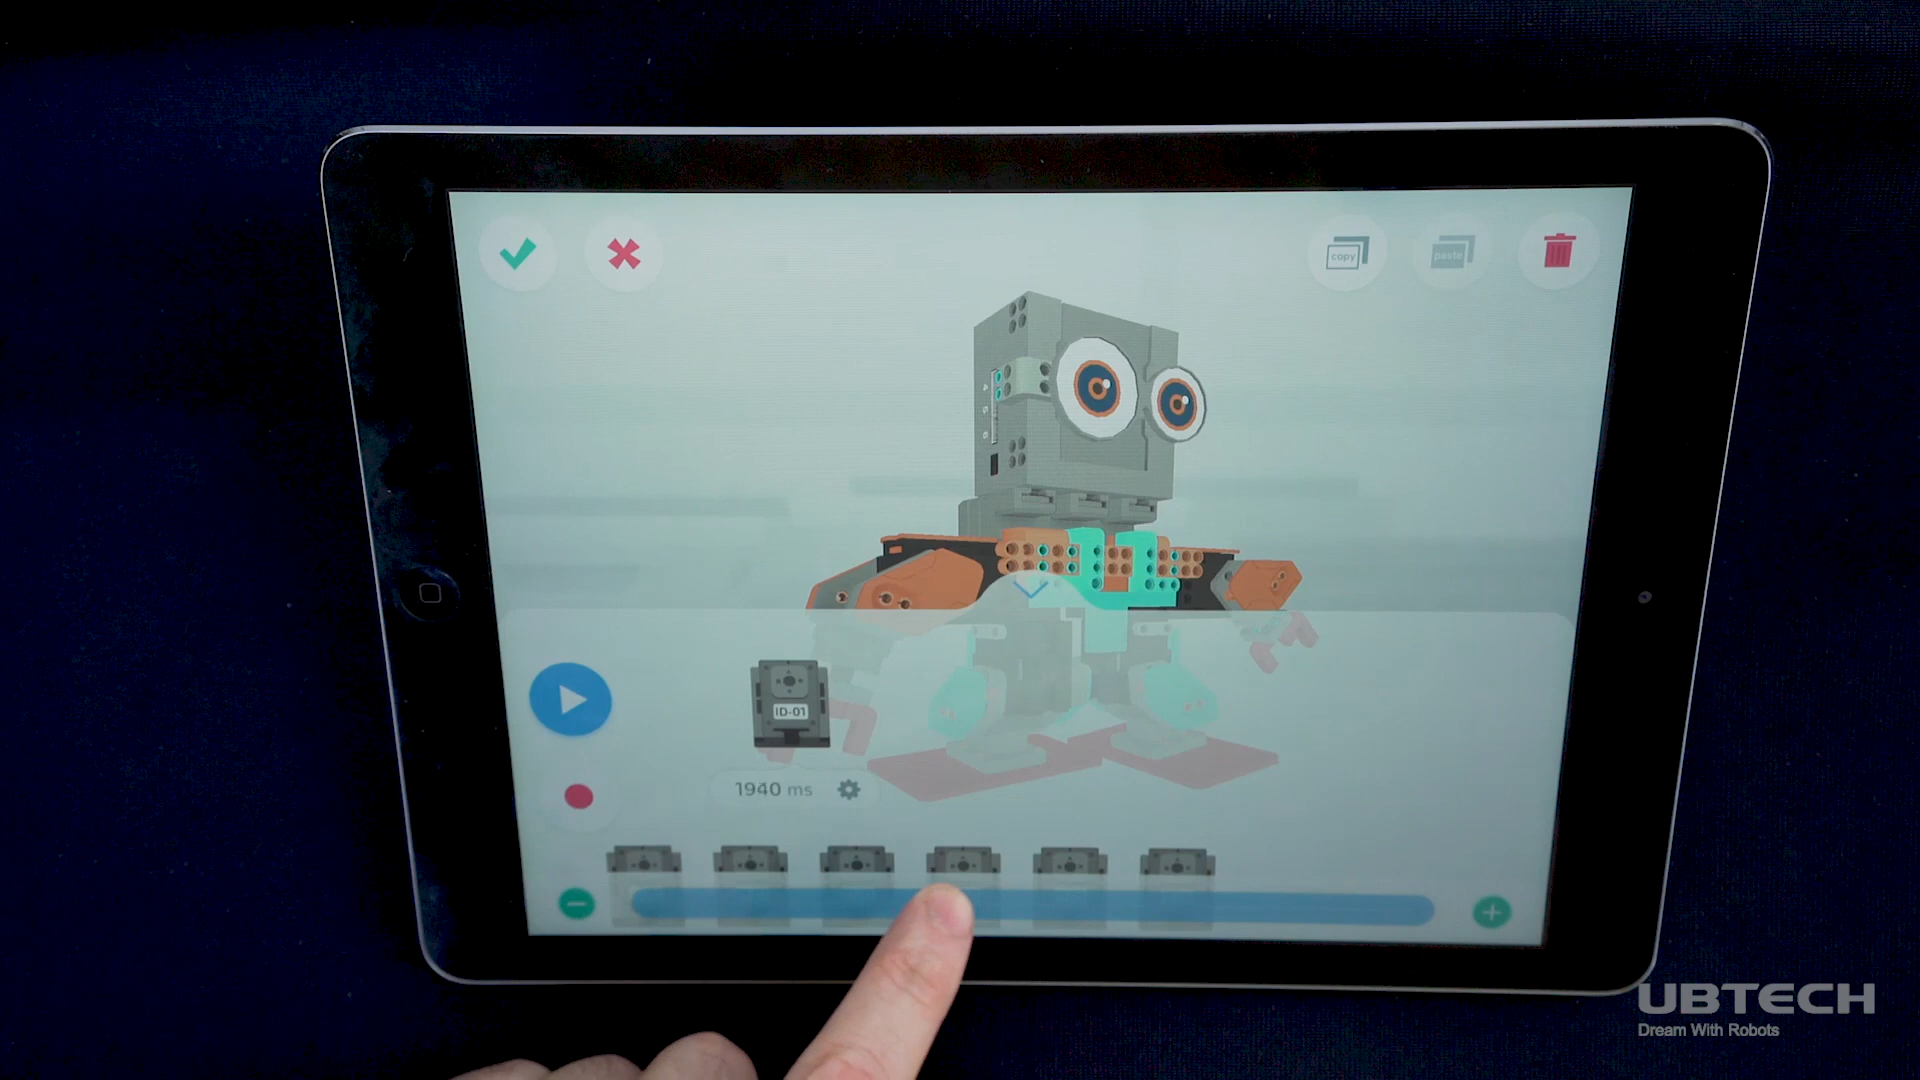 copy
paste
ID-01
1940 ms
UBTECH
Dream With Robots